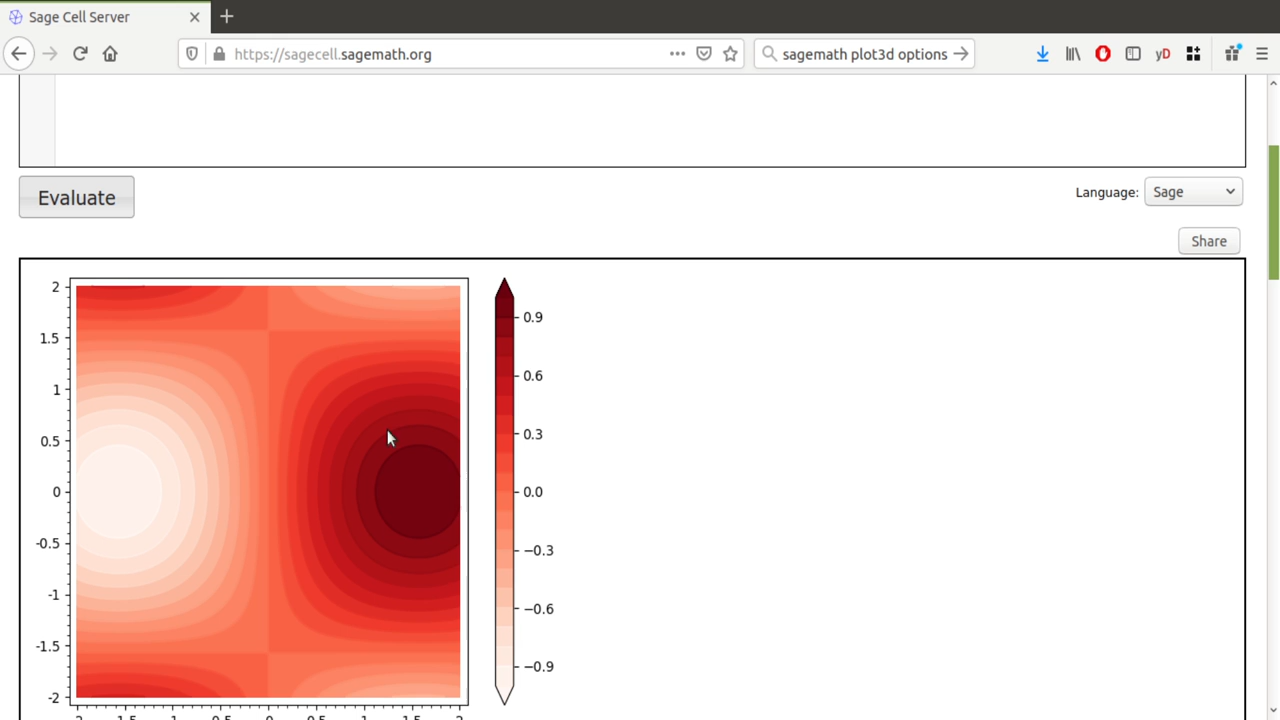 Sage Cell Server
https://sagecell.sagemath.org
sagemath plot3d options
yD
Evaluate
Language: Sage
Share
2
1.5
1
0.5
0
-0.5
-1
-1.5
-2
0.9
0.6
0.3
0.0
−0.3
−0.6
−0.9